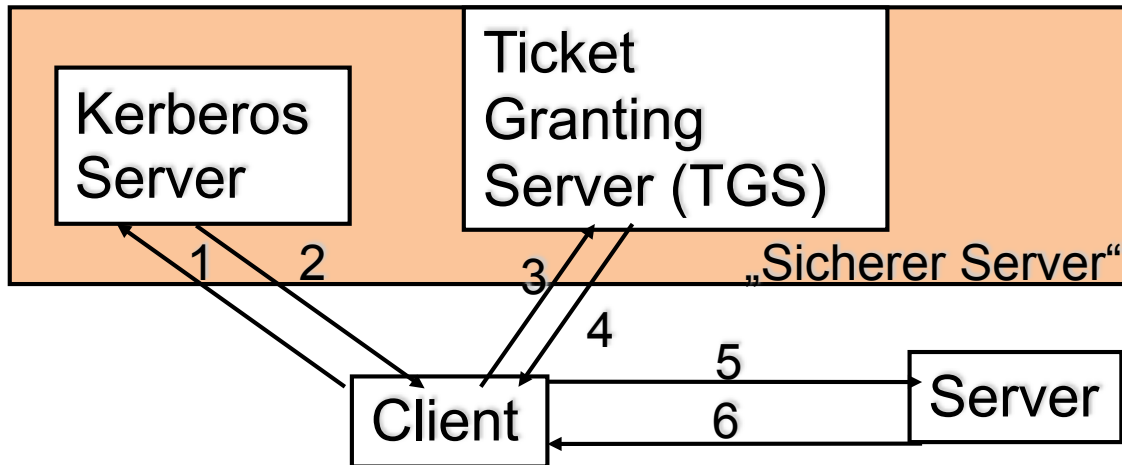 Kerberos
Server
Ticket
Granting
Server (TGS)
1
2
3
„Sicherer Server“
4
5
6
Client
Server